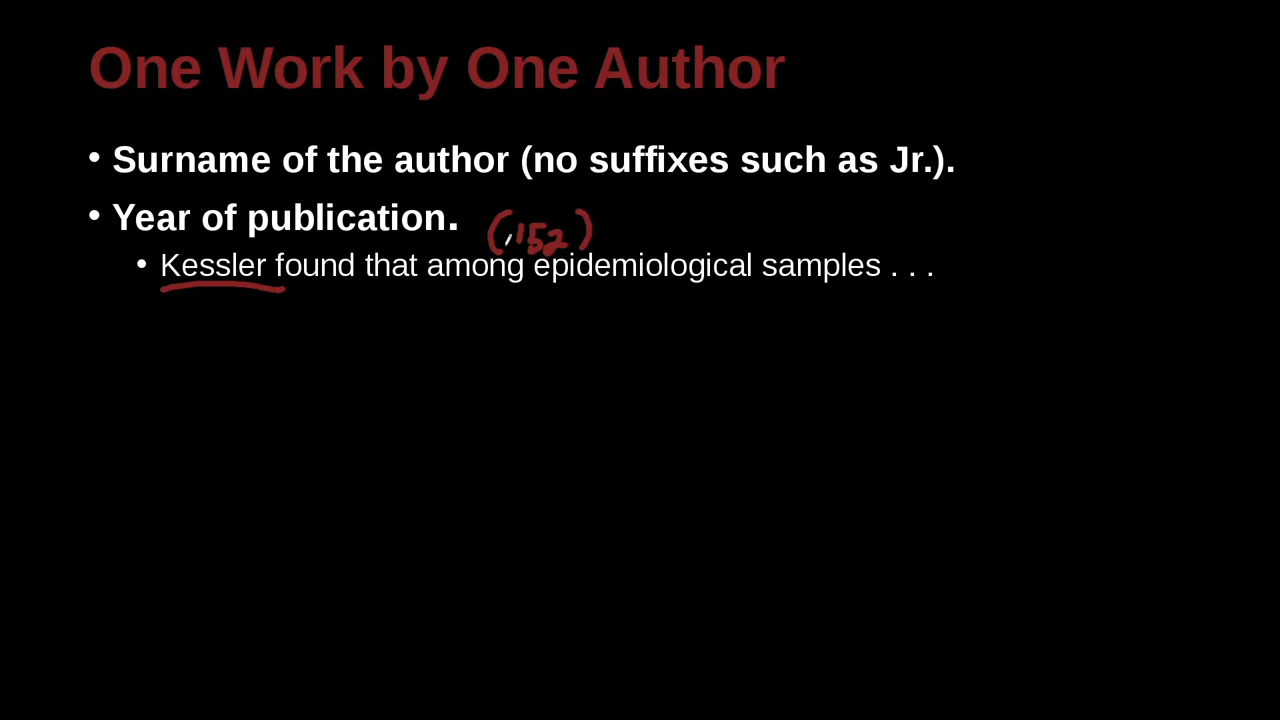 One Work by One Author
• Surname of the author (no suffixes such as Jr.).
• Year of publication. (152)
• Kessler found that among epidemiological samples . . .